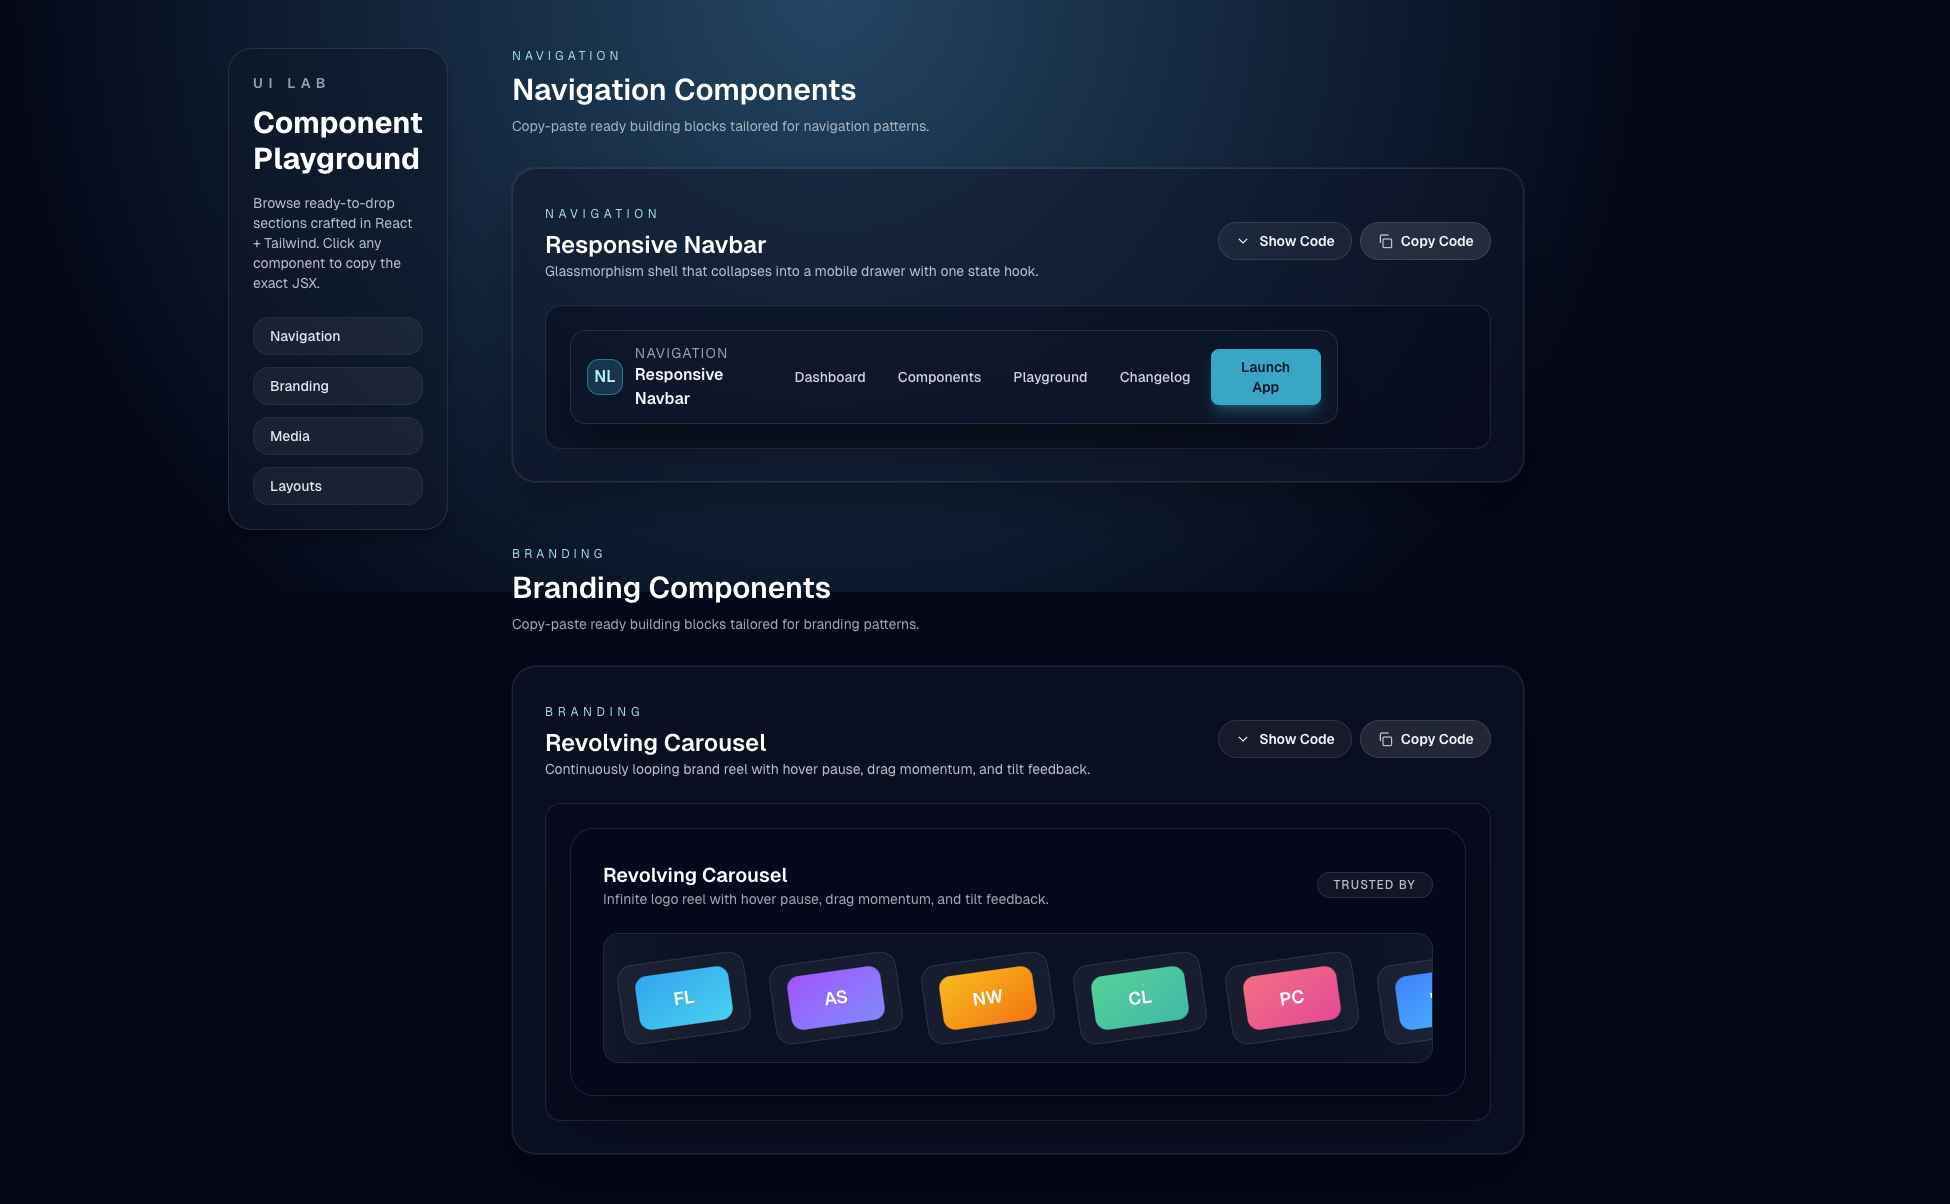 UI LAB
Component
Playground
Browse ready-to-drop
sections crafted in React
+ Tailwind. Click any
component to copy the
exact JSX.
Navigation
Branding
Media
Layouts
NAVIGATION
Navigation Components
Copy-paste ready building blocks tailored for navigation patterns.
NAVIGATION
Responsive Navbar
Glassmorphism shell that collapses into a mobile drawer with one state hook.
Show Code
Copy Code
NL
NAVIGATION
Responsive
Navbar
Dashboard
Components
Playground
Changelog
Launch
App
BRANDING
Branding Components
Copy-paste ready building blocks tailored for branding patterns.
BRANDING
Revolving Carousel
Continuously looping brand reel with hover pause, drag momentum, and tilt feedback.
Show Code
Copy Code
Revolving Carousel
Infinite logo reel with hover pause, drag momentum, and tilt feedback.
TRUSTED BY
FL
AS
NW
CL
PC